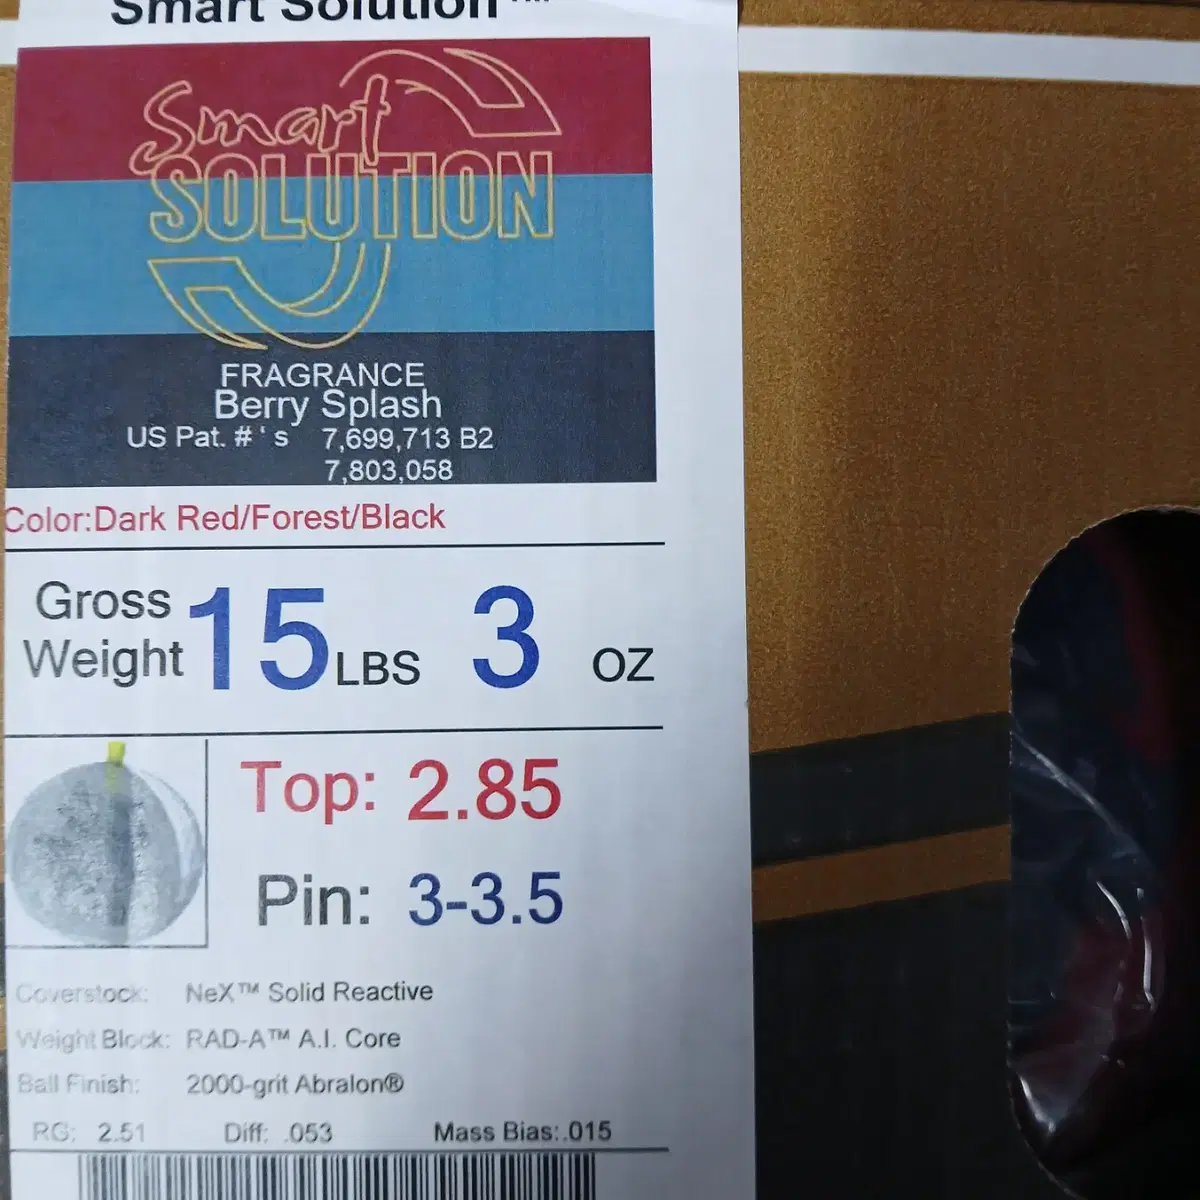 Smart Solution™
Smart
SOLUTION
FRAGRANCE
Berry Splash
US Pat. # ' s 7,699,713 B2
7,803,058
Color:Dark Red/Forest/Black
Gross Weight 15 LBS 3 OZ
Top: 2.85
Pin: 3-3.5
Coverstock: NeX™ Solid Reactive
Weight Block: RAD-A™ A.I. Core
Ball Finish: 2000-grit Abralon®
RG: 2.51 Diff: .053 Mass Bias:.015